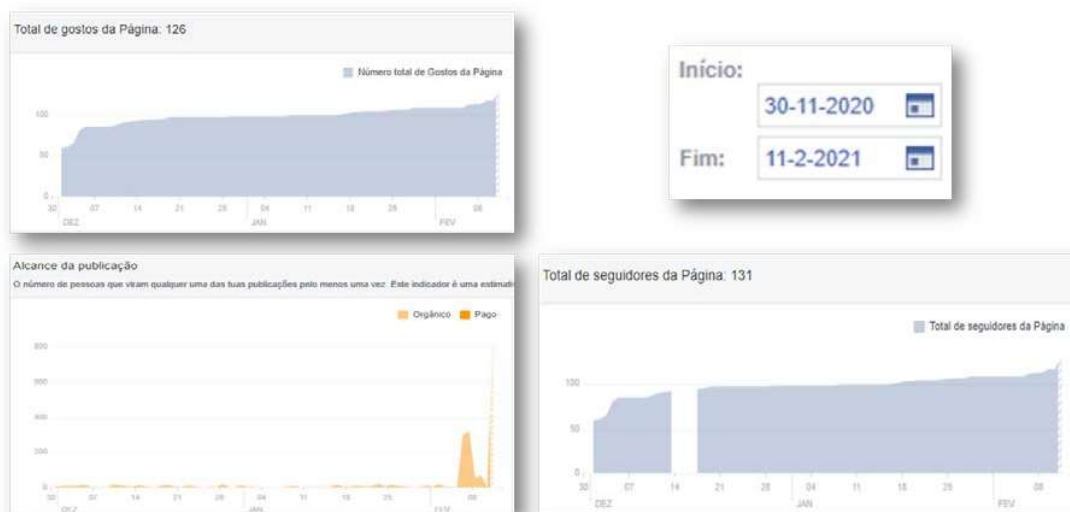 Total de gostos da Página: 126
Número total de Gostos da Página
100
50
0
30 07 14 21 28 04 11 18 25 08
DEZ JAN FEV
Início:
30-11-2020
Fim: 11-2-2021
Alcance da publicação
O número de pessoas que viram qualquer uma das tuas publicações pelo menos uma vez. Este indicador é uma
Orgânico Pago
800
600
400
200
0
30 07 14 21 28 04 11 18 25 08
DEZ JAN FEV
Total de seguidores da Página: 131
Total de seguidores da Página
100
50
0
30 07 14 21 28 04 11 18 25 08
DEZ JAN FEV